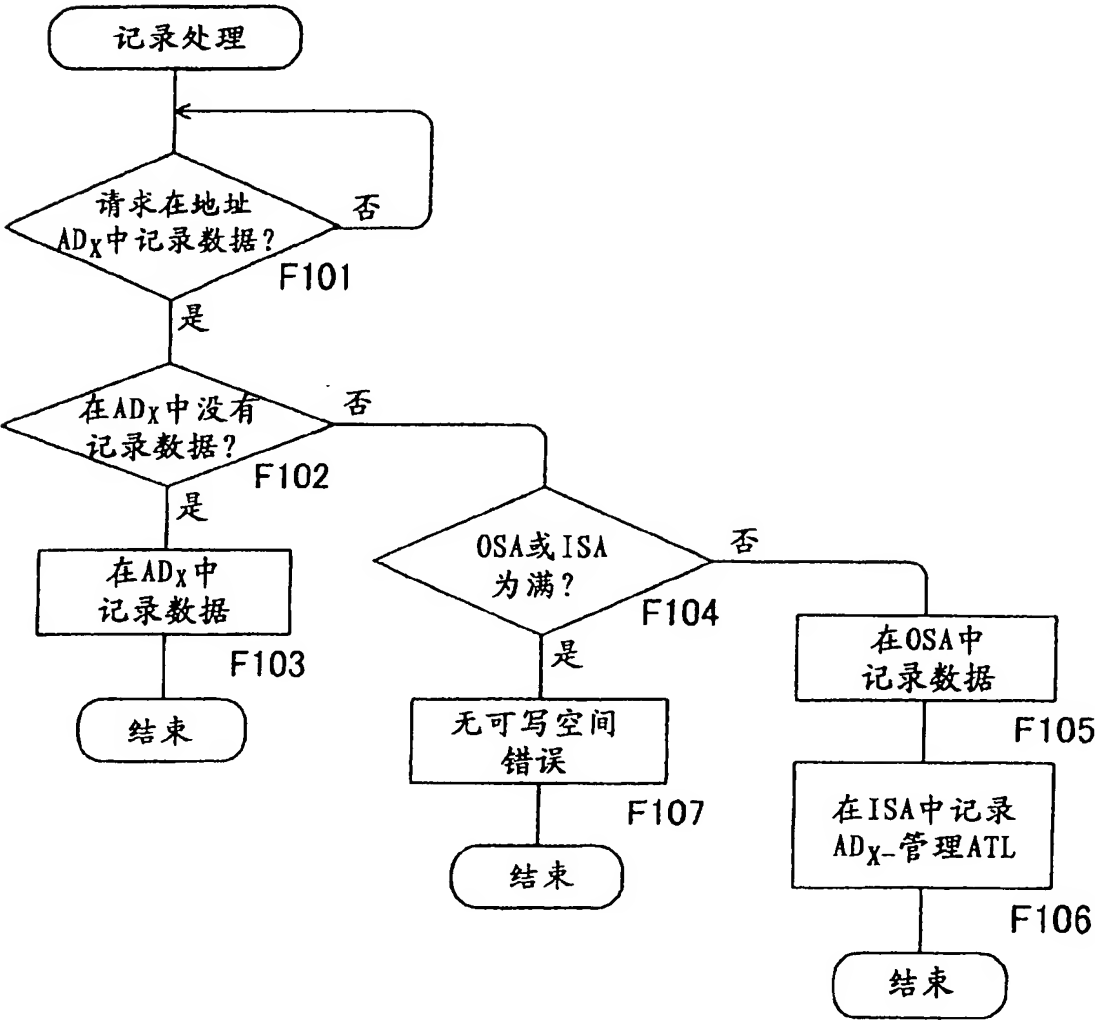 记录处理
请求在地址
ADX中记录数据?
否
F101
是
在ADX中没有
记录数据?
否
F102
是
在ADX中
记录数据
F103
结束
OSA或ISA
为满?
否
F104
是
无可写空间
错误
F107
结束
在OSA中
记录数据
F105
在ISA中记录
ADX-管理ATL
F106
结束